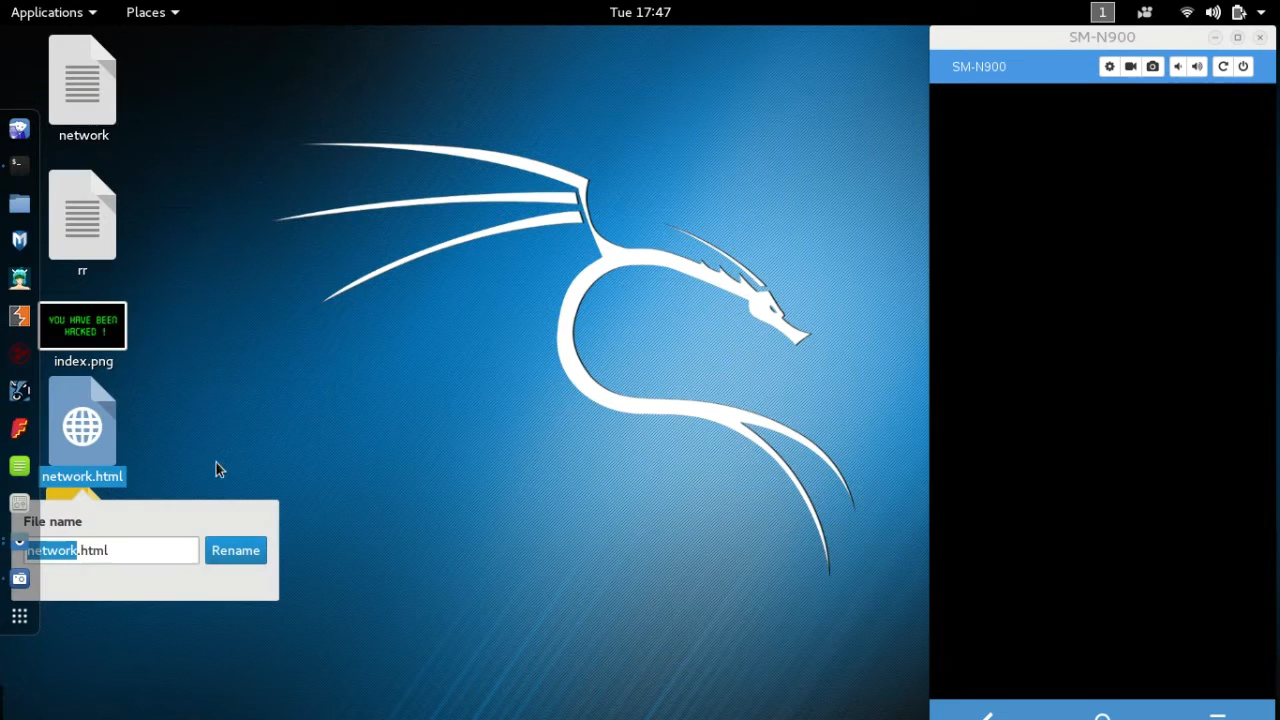 Applications Places Tue 17:47 1
SM-N900
SM-N900
network
rr
YOU HAVE BEEN
HACKED !
index.png
network.html
File name
network.html Rename